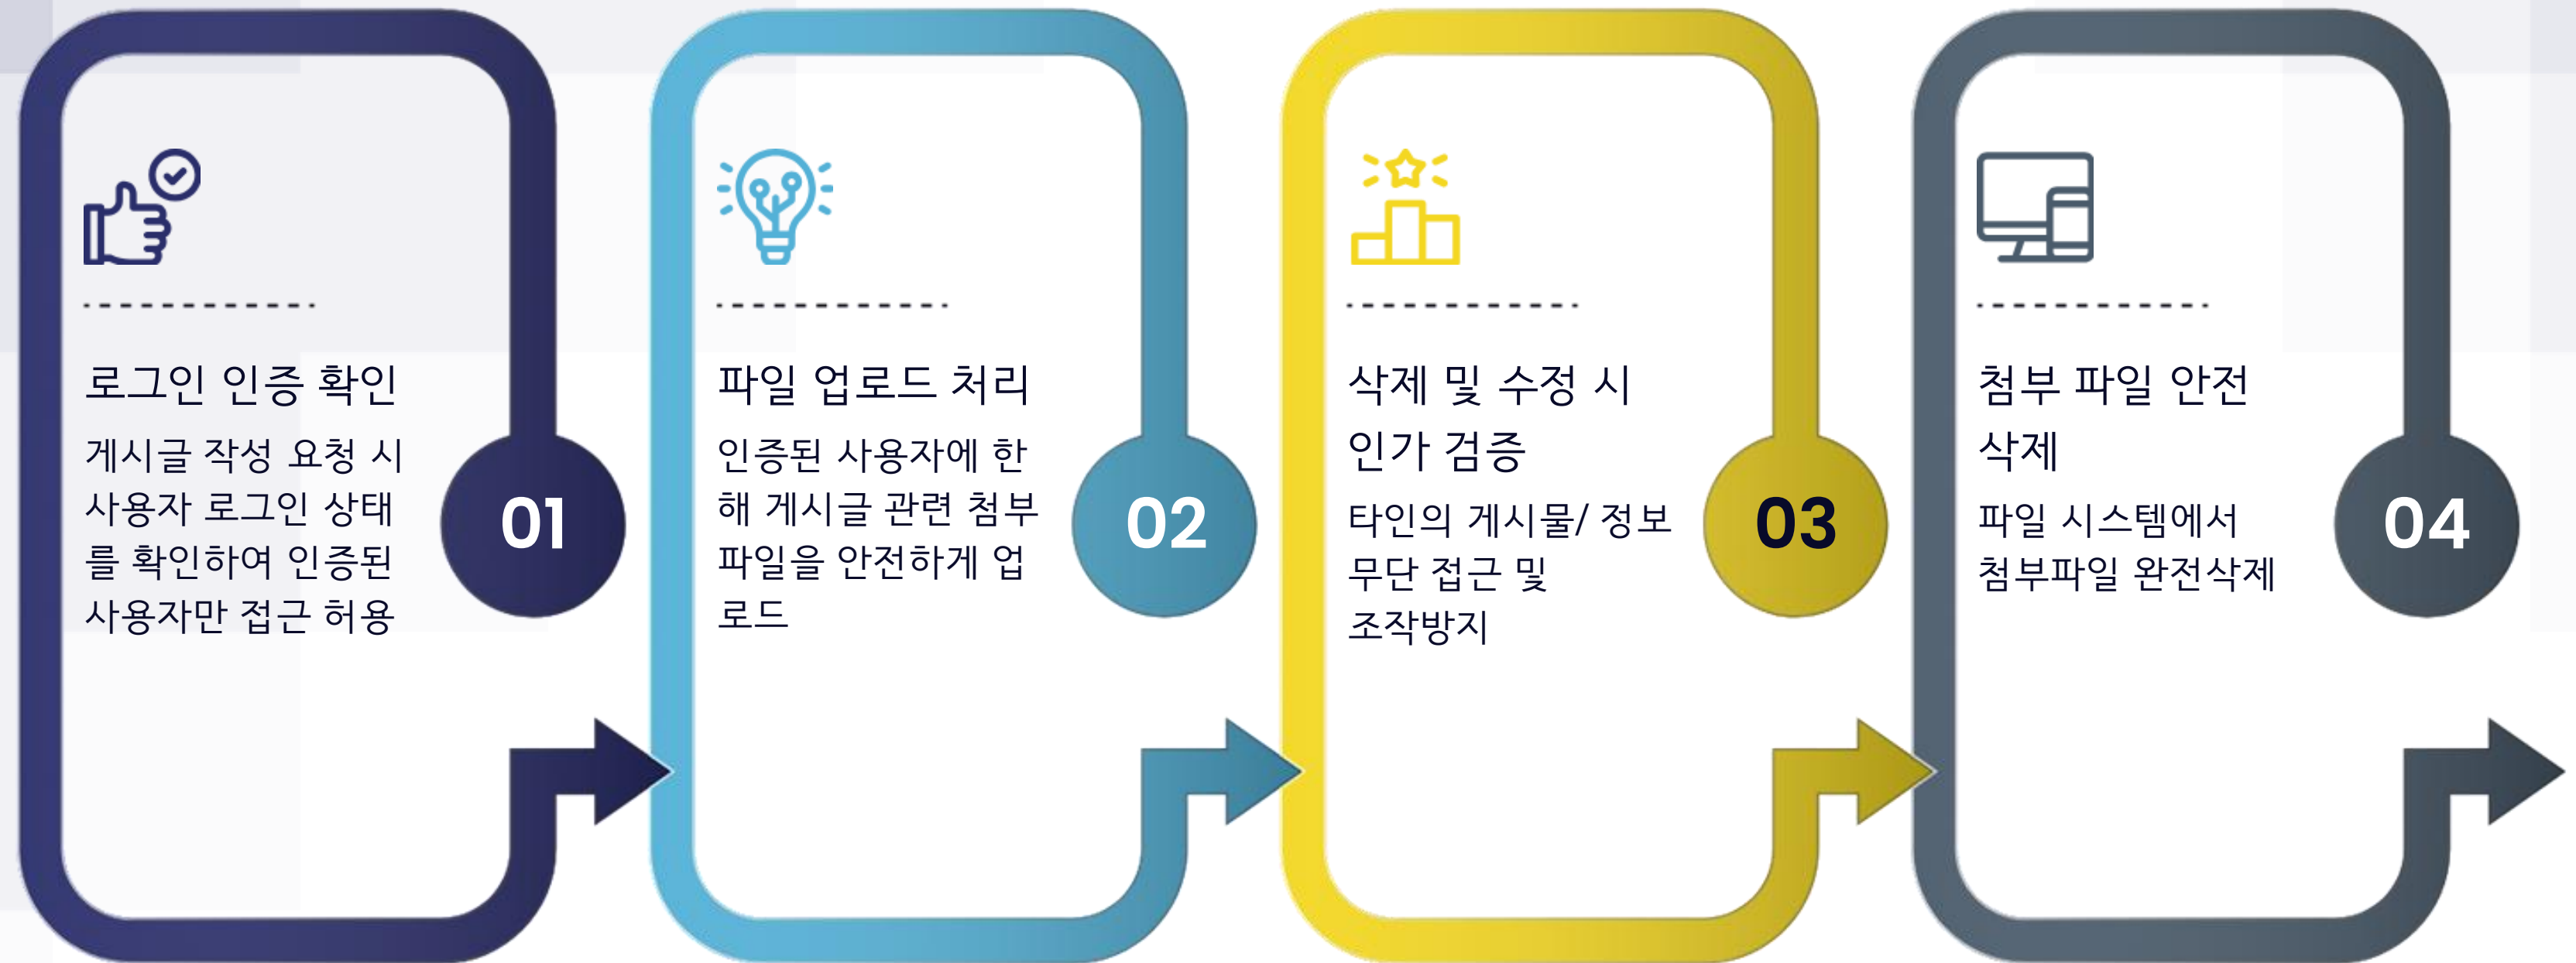 로그인 인증 확인
게시글 작성 요청 시
사용자 로그인 상태
를 확인하여 인증된
사용자만 접근 허용
01
파일 업로드 처리
인증된 사용자에 한
해 게시글 관련 첨부
파일을 안전하게 업
로드
02
삭제 및 수정 시
인가 검증
타인의 게시물/ 정보
무단 접근 및
조작방지
03
첨부 파일 안전
삭제
파일 시스템에서
첨부파일 완전삭제
04